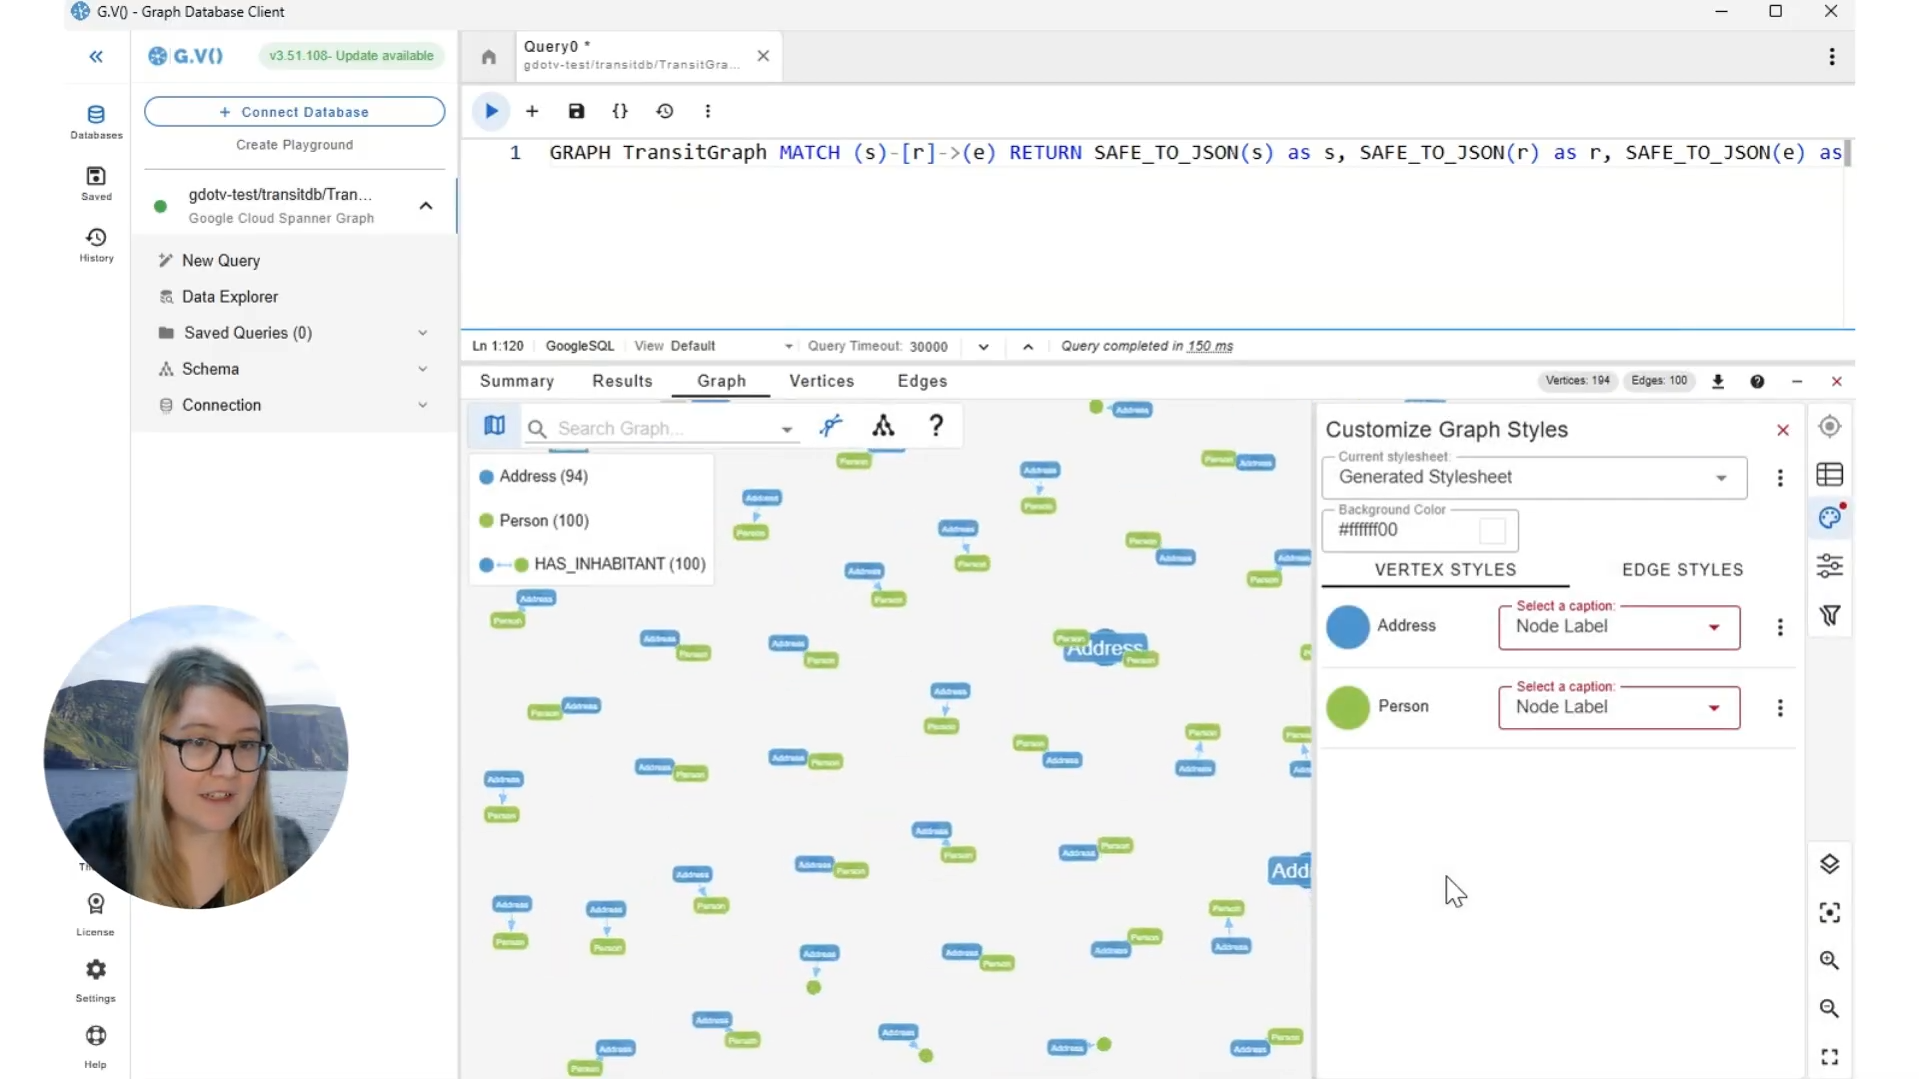 G.V() - Graph Database Client
G.V()
v3.51.108- Update available
Query0 *
gdotv-test/transitdb/TransitGra...
+ Connect Database
Create Playground
Databases
Saved
History
gdotv-test/transitdb/Tran...
Google Cloud Spanner Graph
New Query
Data Explorer
Saved Queries (0)
Schema
Connection
License
Settings
Help
1 GRAPH TransitGraph MATCH (s)-[r]->(e) RETURN SAFE_TO_JSON(s) as s, SAFE_TO_JSON(r) as r, SAFE_TO_JSON(e) as
Ln 1:120 GoogleSQL View Default Query Timeout: 30000 Query completed in 150 ms
Summary Results Graph Vertices Edges Vertices: 194 Edges: 100
Search Graph...
Address (94)
Person (100)
HAS_INHABITANT (100)
Address
Person
Customize Graph Styles
Current stylesheet:
Generated Stylesheet
Background Color
#ffffff00
VERTEX STYLES EDGE STYLES
Select a caption:
Address Node Label
Select a caption:
Person Node Label